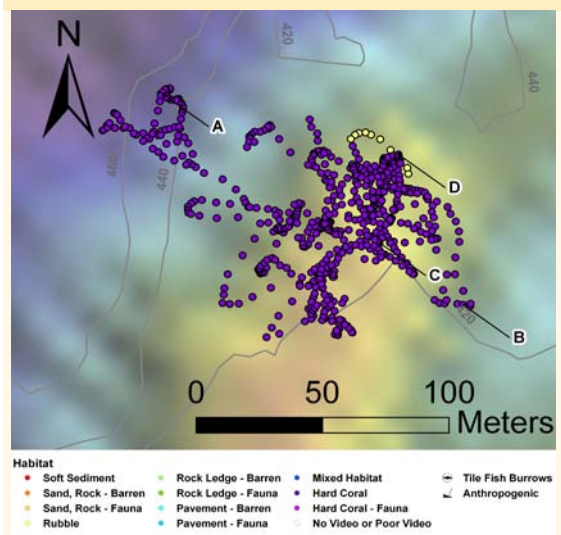 N
420
440
A
460
440
D
C
420
B
0 50 100
Meters
Habitat
Soft Sediment
Sand, Rock - Barren
Sand, Rock - Fauna
Rubble
Rock Ledge - Barren
Rock Ledge - Fauna
Pavement - Barren
Pavement - Fauna
Mixed Habitat
Hard Coral
Hard Coral - Fauna
No Video or Poor Video
Tile Fish Burrows
Anthropogenic